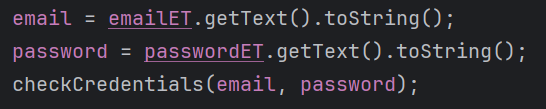 email = emailET.getText().toString();
password = passwordET.getText().toString();
checkCredentials(email, password);